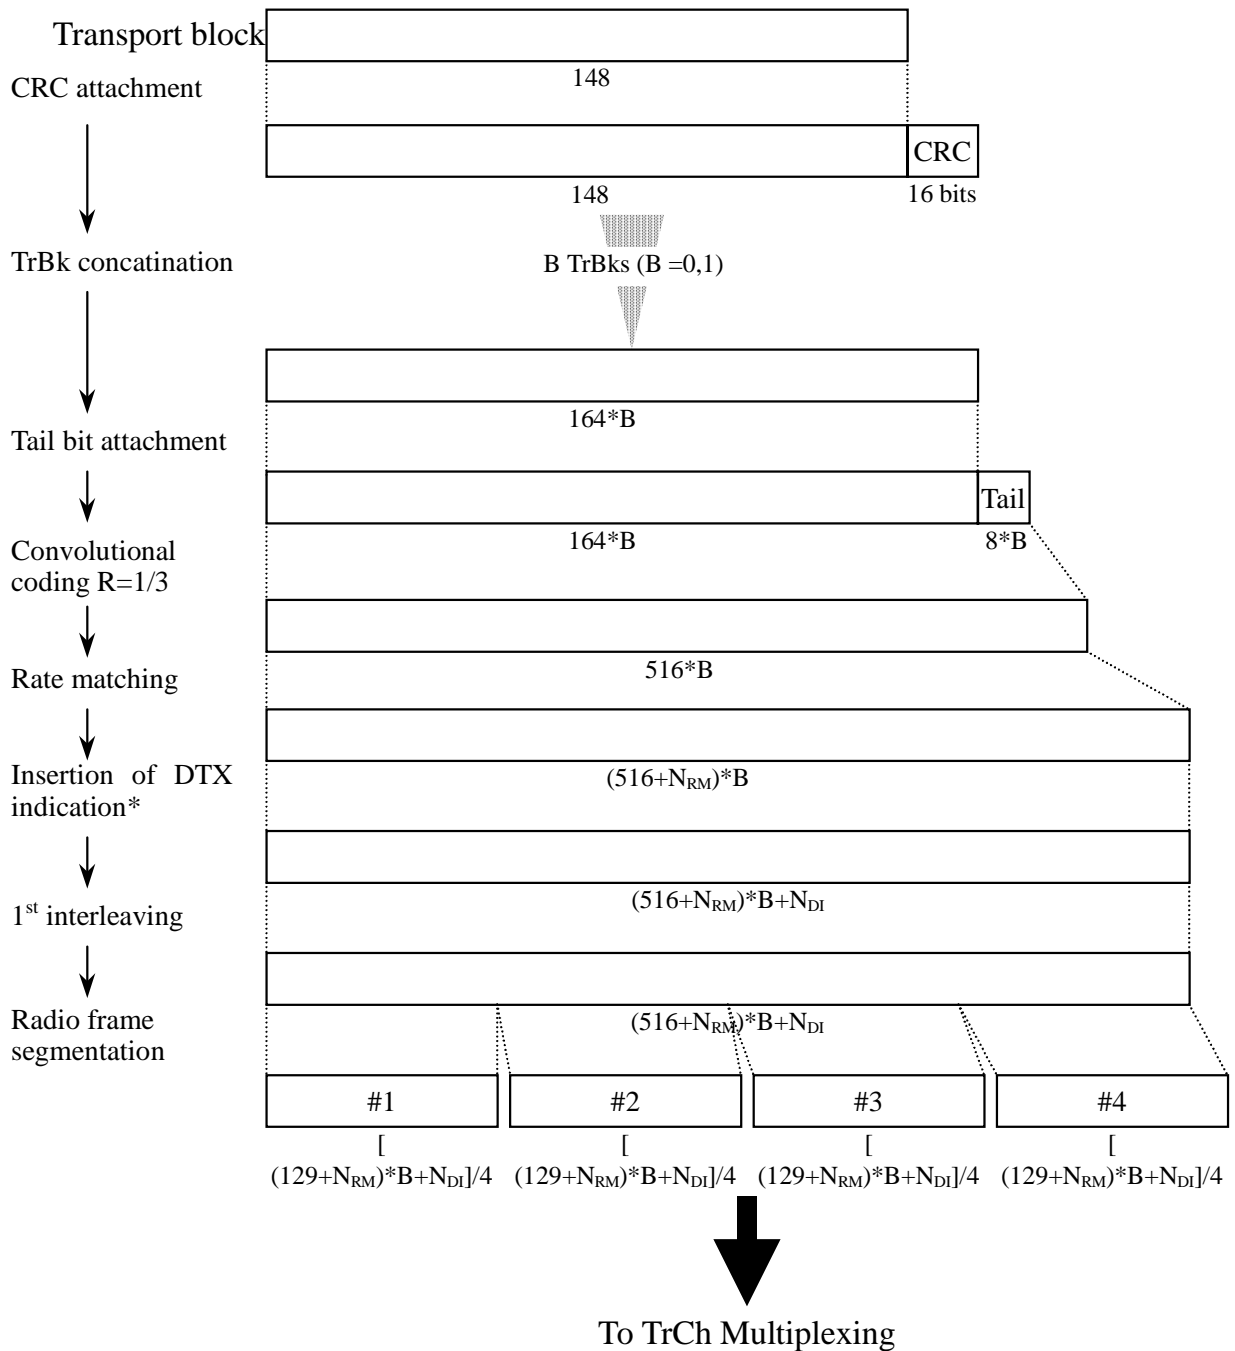 Transport block
148
CRC attachment
CRC
148
16 bits
TrBk concatination
B TrBks (B =0,1)
164*B
Tail bit attachment
Tail
164*B
8*B
Convolutional
coding R=1/3
516*B
Rate matching
Insertion of DTX
indication*
(516+N_RM)*B
(516+N_RM)*B+N_DI
1st interleaving
(516+N_RM)*B+N_DI
Radio frame
segmentation
#1 #2 #3 #4
[ [ [ [
(129+N_RM)*B+N_DI]/4 (129+N_RM)*B+N_DI]/4 (129+N_RM)*B+N_DI]/4 (129+N_RM)*B+N_DI]/4
To TrCh Multiplexing